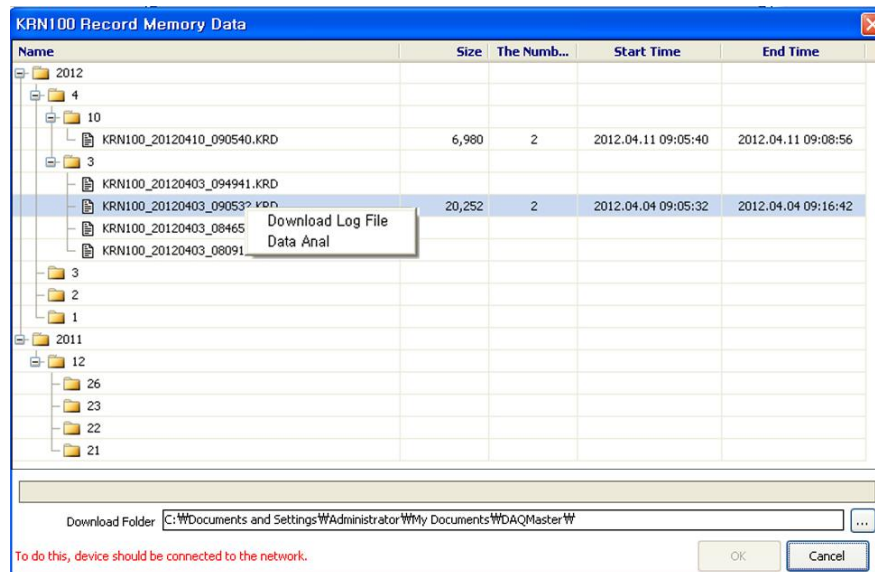 KRN100 Record Memory Data
Name Size The Numb... Start Time End Time
2012
4
10
KRN100_20120410_090540.KRD 6,980 2 2012.04.11 09:05:40 2012.04.11 09:08:56
3
KRN100_20120403_094941.KRD
KRN100_20120403_090532.KRD 20,252 2 2012.04.04 09:05:32 2012.04.04 09:16:42
Download Log File
KRN100_20120403_08465
Data Anal
KRN100_20120403_08091
3
2
1
2011
12
26
23
22
21
Download Folder C:₩Documents and Settings₩Administrator₩My Documents₩DAQMaster₩ ...
To do this, device should be connected to the network. OK Cancel